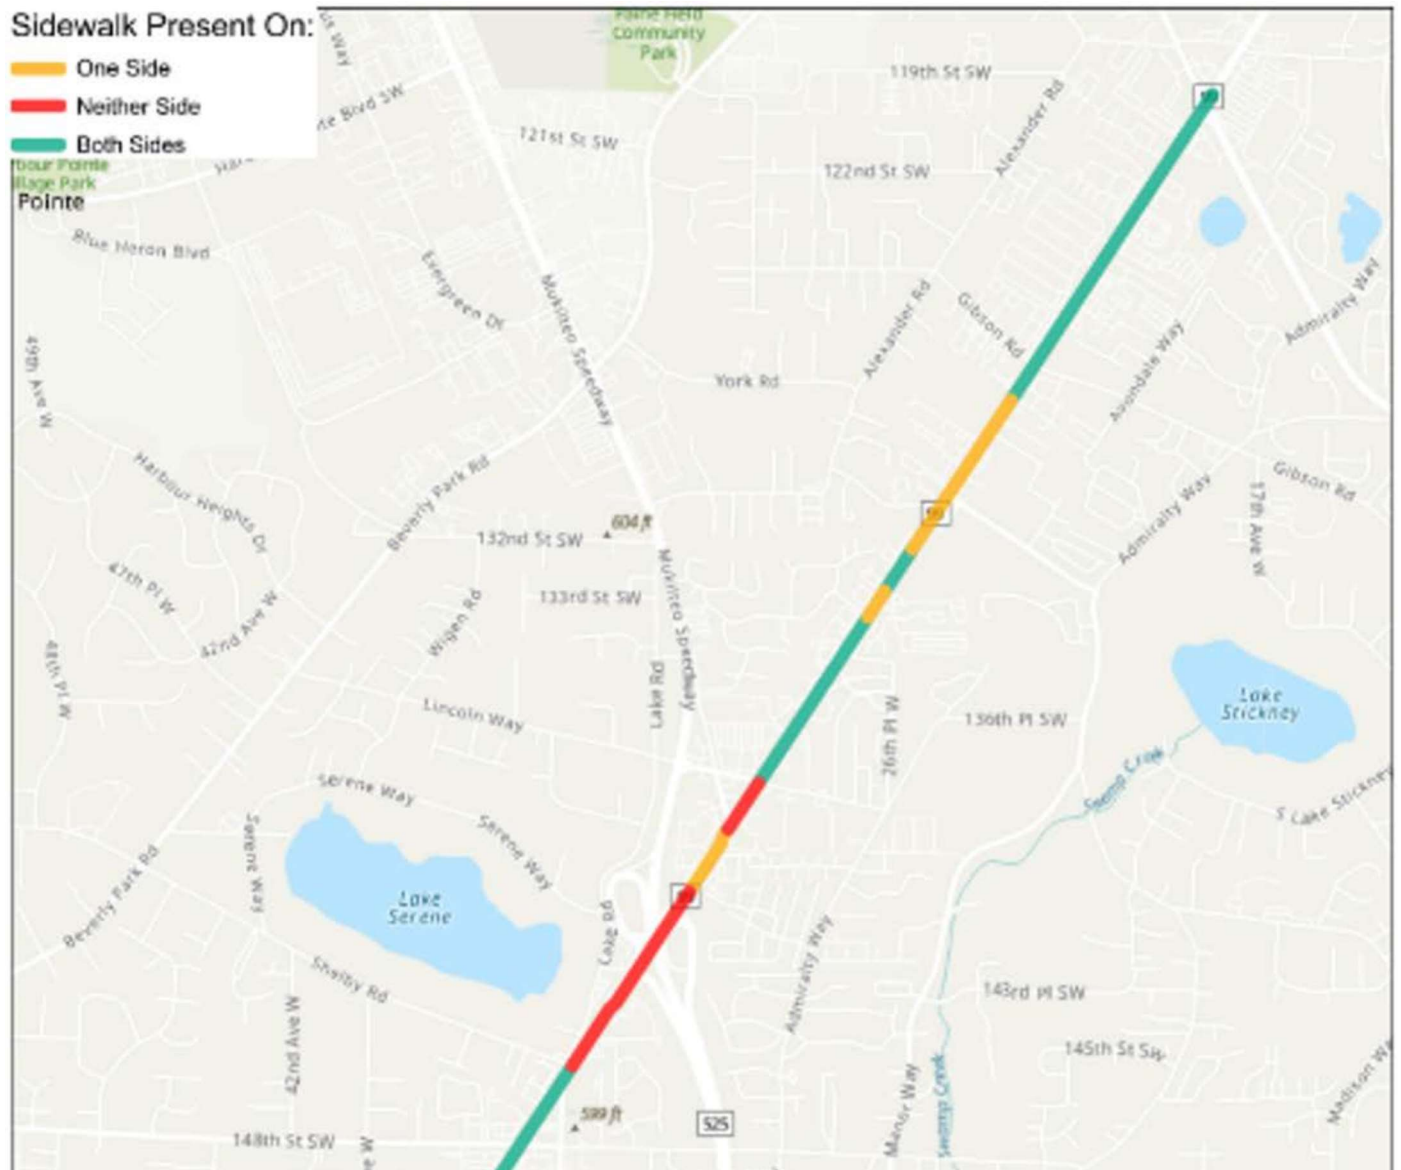 Sidewalk Present On:
One Side
Neither Side
Both Sides
Paine Field
Community
Park
119th St SW
Alexander Rd
121st St SW
122nd St SW
Pointe
Blue Heron Blvd
Evergreen Dr
Mukilteo Speedway
Alexander Rd
Gibson Rd
Admiralty Way
Avondale Way
49th Ave W
York Rd
Harbour Heights Dr
Beverly Park Rd
Gibson Rd
17th Ave W
Admiralty Way
604 ft
132nd St SW
Mukilteo Speedway
47th Pl W
133rd St SW
42nd Ave W
Wigen Rd
48th Pl W
Lake Rd
Lincoln Way
26th Pl W
136th Pl SW
Lake
Stickney
Swamp Creek
Serene Way
S Lake Stickney
Serene Way
Serene Way
Beverly Park Rd
Lake
Serene
Lake Rd
Admiralty Way
Shelby Rd
143rd Pl SW
42nd Ave W
145th St SW
Manor Way
Swamp Creek
599 ft
525
148th St SW